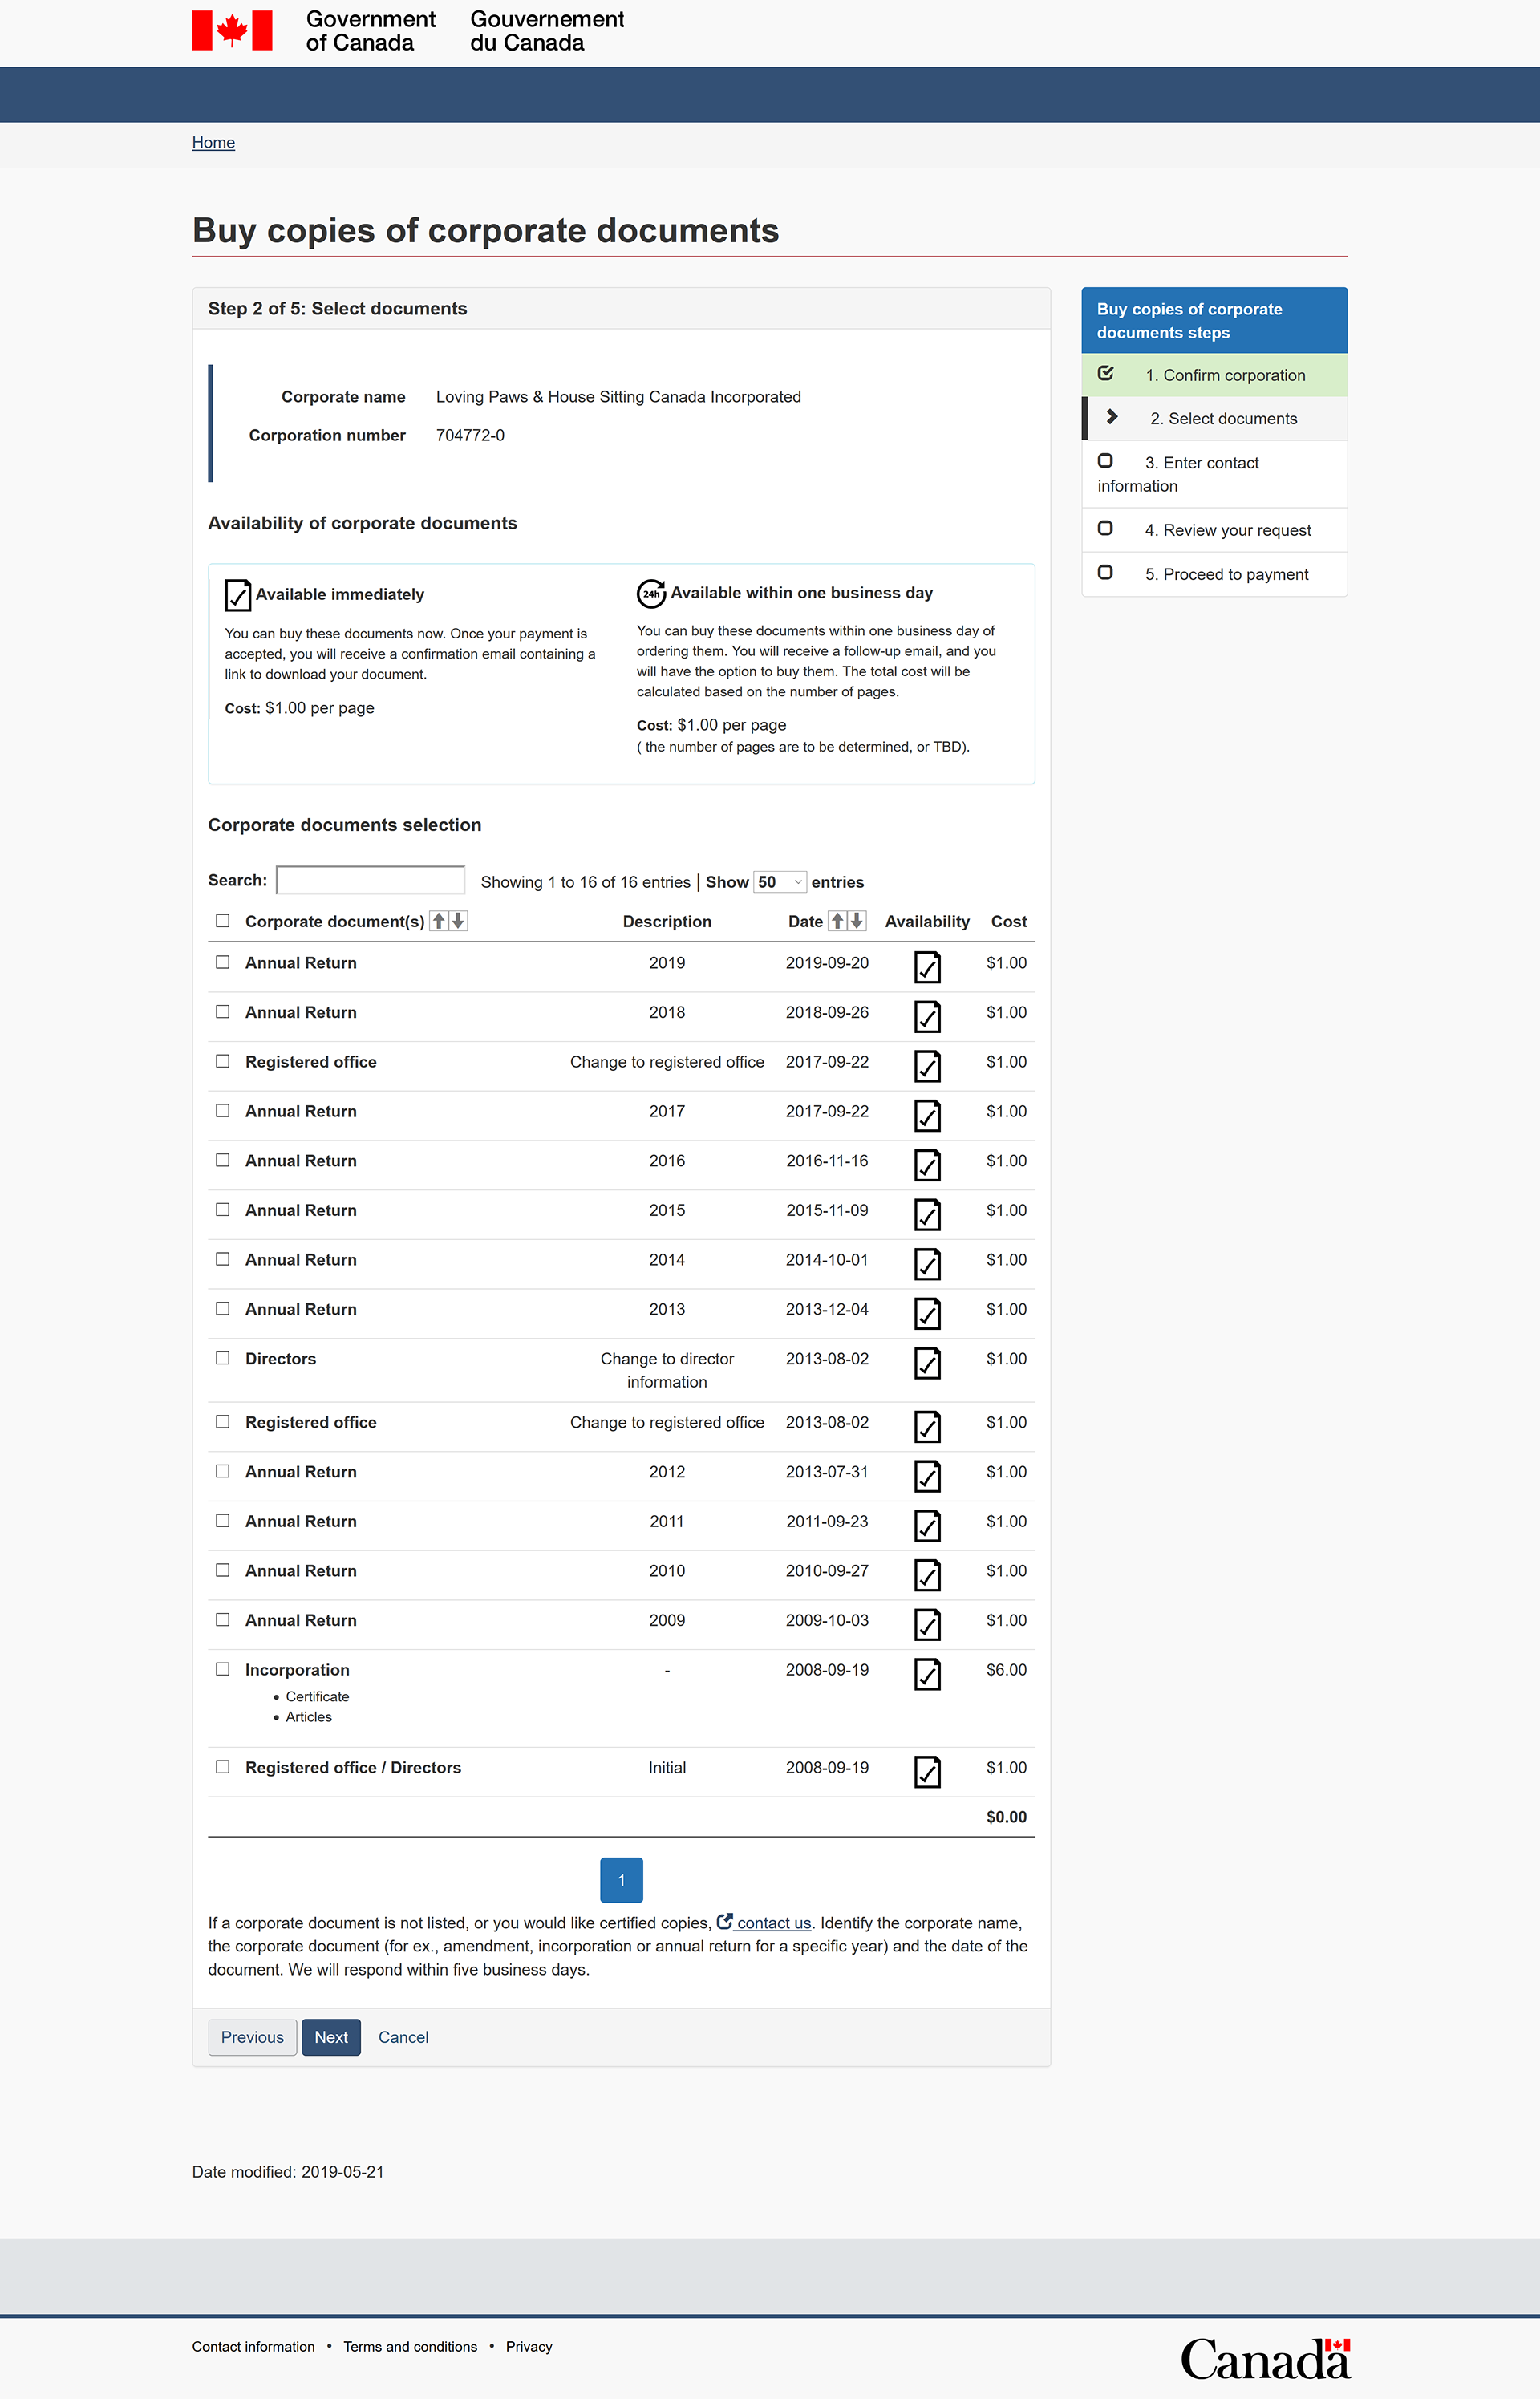 Government of Canada
Gouvernement du Canada
Home
Buy copies of corporate documents
Step 2 of 5: Select documents
Corporate name Loving Paws & House Sitting Canada Incorporated
Corporation number 704772-0
Availability of corporate documents
Available immediately
You can buy these documents now. Once your payment is
accepted, you will receive a confirmation email containing a
link to download your document.
Cost: $1.00 per page
24h Available within one business day
You can buy these documents within one business day of
ordering them. You will receive a follow-up email, and you
will have the option to buy them. The total cost will be
calculated based on the number of pages.
Cost: $1.00 per page
( the number of pages are to be determined, or TBD).
Corporate documents selection
Search: Showing 1 to 16 of 16 entries | Show 50 entries
Corporate document(s) Description Date Availability Cost
Annual Return 2019 2019-09-20 $1.00
Annual Return 2018 2018-09-26 $1.00
Registered office Change to registered office 2017-09-22 $1.00
Annual Return 2017 2017-09-22 $1.00
Annual Return 2016 2016-11-16 $1.00
Annual Return 2015 2015-11-09 $1.00
Annual Return 2014 2014-10-01 $1.00
Annual Return 2013 2013-12-04 $1.00
Directors Change to director information 2013-08-02 $1.00
Registered office Change to registered office 2013-08-02 $1.00
Annual Return 2012 2013-07-31 $1.00
Annual Return 2011 2011-09-23 $1.00
Annual Return 2010 2010-09-27 $1.00
Annual Return 2009 2009-10-03 $1.00
Incorporation - 2008-09-19 $6.00
• Certificate
• Articles
Registered office / Directors Initial 2008-09-19 $1.00
$0.00
1
If a corporate document is not listed, or you would like certified copies, contact us. Identify the corporate name,
the corporate document (for ex., amendment, incorporation or annual return for a specific year) and the date of the
document. We will respond within five business days.
Previous Next Cancel
Buy copies of corporate
documents steps
1. Confirm corporation
2. Select documents
3. Enter contact
information
4. Review your request
5. Proceed to payment
Date modified: 2019-05-21
Contact information • Terms and conditions • Privacy
Canada